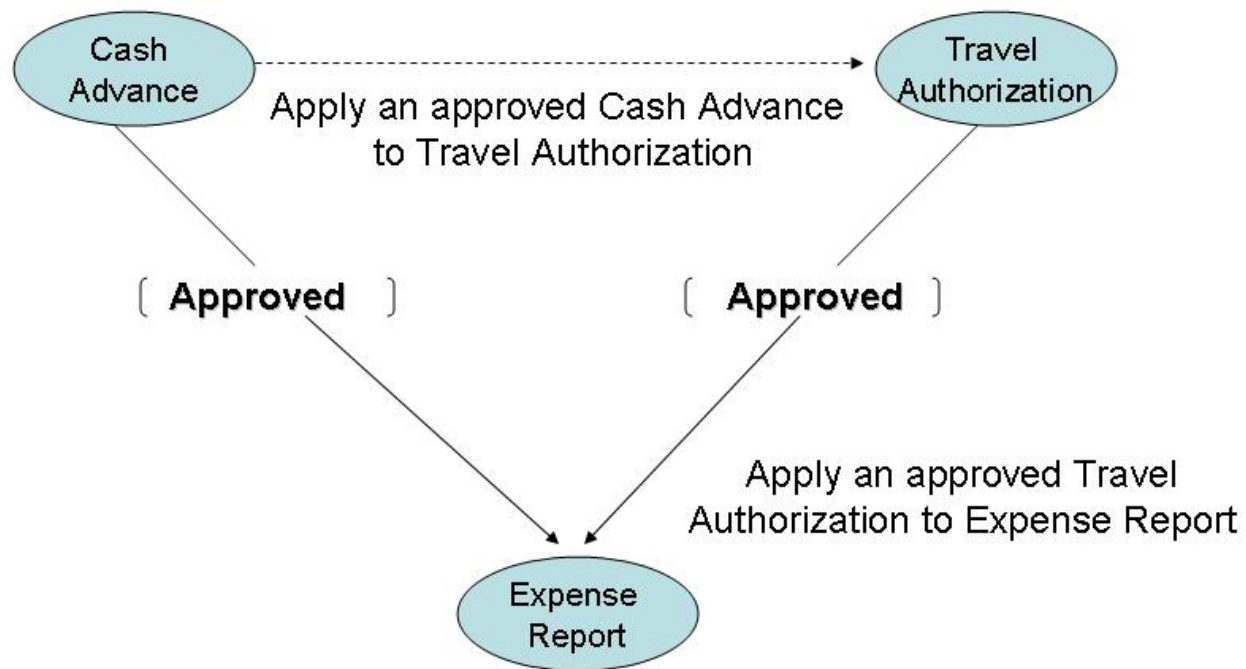 Cash
Advance
Travel
Authorization
Apply an approved Cash Advance
to Travel Authorization
[ Approved ]
[ Approved ]
Apply an approved Travel
Authorization to Expense Report
Expense
Report